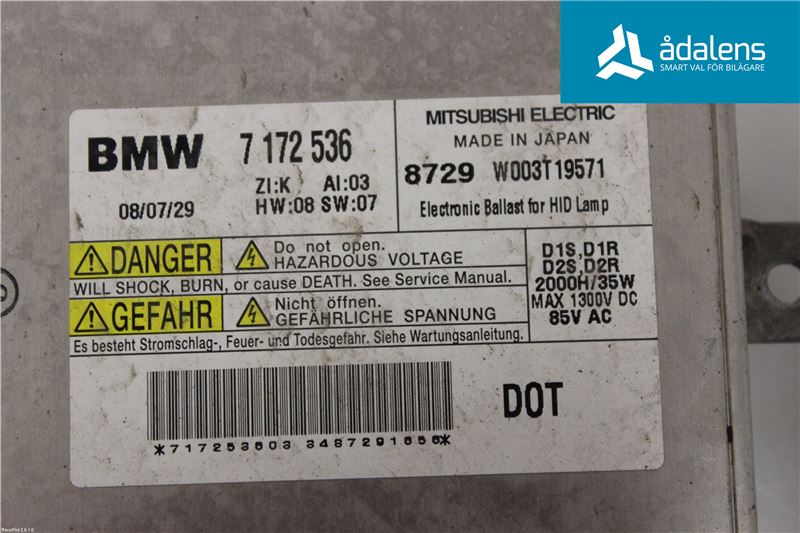 ådalens
SMART VAL FÖR BILÄGARE
BMW 7 172 536
ZI:K AI:03
08/07/29 HW:08 SW:07
MITSUBISHI ELECTRIC
MADE IN JAPAN
8729 W003T19571
Electronic Ballast for HID Lamp
DANGER Do not open.
HAZARDOUS VOLTAGE
WILL SHOCK, BURN, or cause DEATH. See Service Manual.
GEFAHR Nicht öffnen.
GEFÄHRLICHE SPANNUNG
Es besteht Stromschlag-, Feuer- und Todesgefahr. Siehe Wartungsanleitung.
D1S,D1R
D2S,D2R
2000H/35W
MAX 1300V DC
85V AC
*717253603 3487291656*
DOT